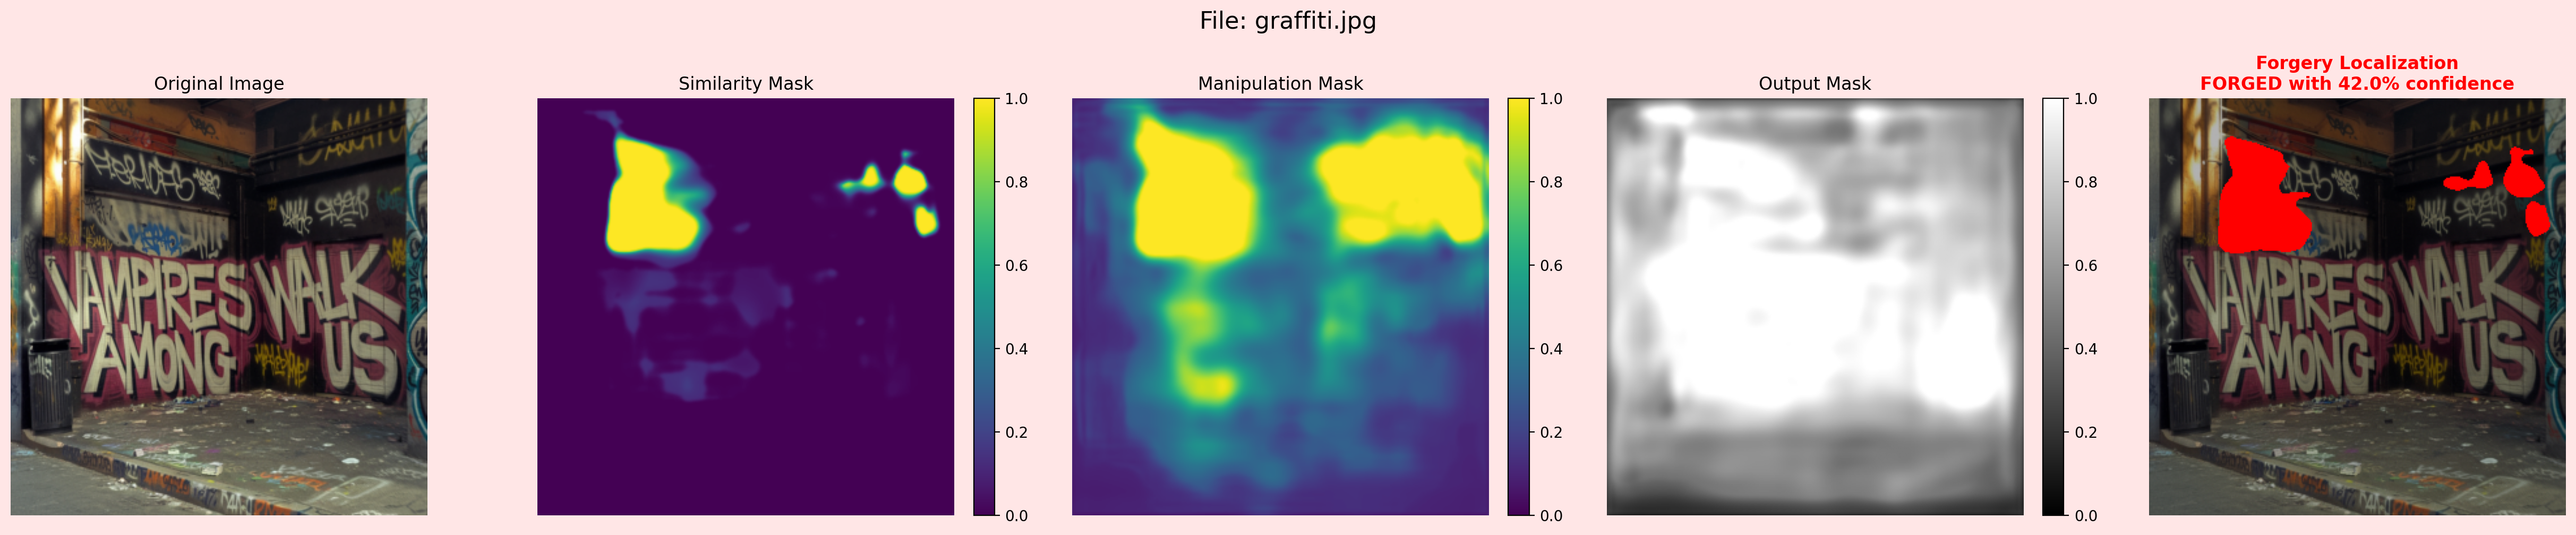 File: graffiti.jpg
Original Image
Similarity Mask
Manipulation Mask
Output Mask
Forgery Localization
FORGED with 42.0% confidence
1.0
0.8
0.6
0.4
0.2
0.0
1.0
0.8
0.6
0.4
0.2
0.0
1.0
0.8
0.6
0.4
0.2
0.0
VAMPIRES WALK
AMONG US
VAMPIRES WALK
AMONG US